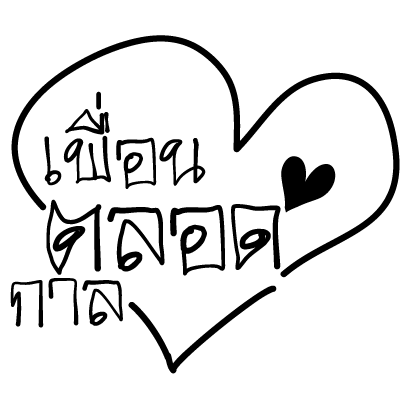 เพื่อน
ตลอด
กาล